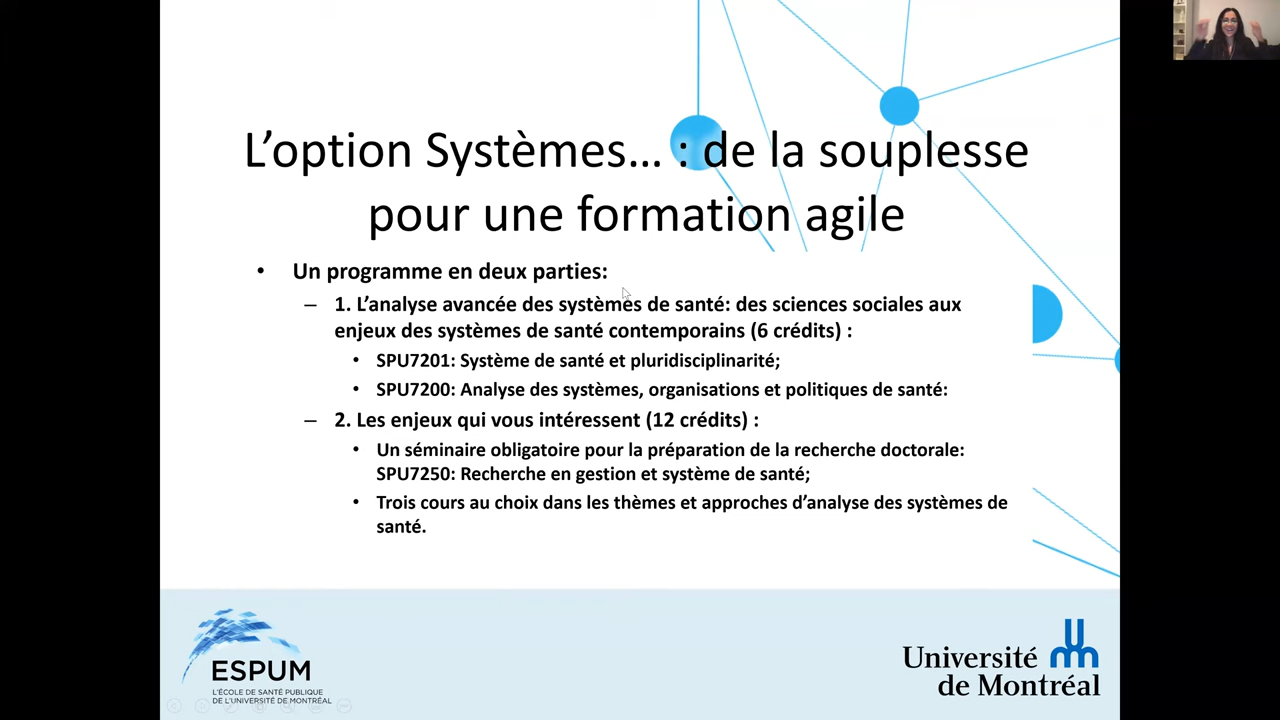 L’option Systèmes… : de la souplesse
pour une formation agile
• Un programme en deux parties:
– 1. L’analyse avancée des systèmes de santé: des sciences sociales aux
enjeux des systèmes de santé contemporains (6 crédits) :
• SPU7201: Système de santé et pluridisciplinarité;
• SPU7200: Analyse des systèmes, organisations et politiques de santé:
– 2. Les enjeux qui vous intéressent (12 crédits) :
• Un séminaire obligatoire pour la préparation de la recherche doctorale:
SPU7250: Recherche en gestion et système de santé;
• Trois cours au choix dans les thèmes et approches d’analyse des systèmes de
santé.
ESPUM
L’ÉCOLE DE SANTÉ PUBLIQUE
DE L’UNIVERSITÉ DE MONTRÉAL
Université
de Montréal